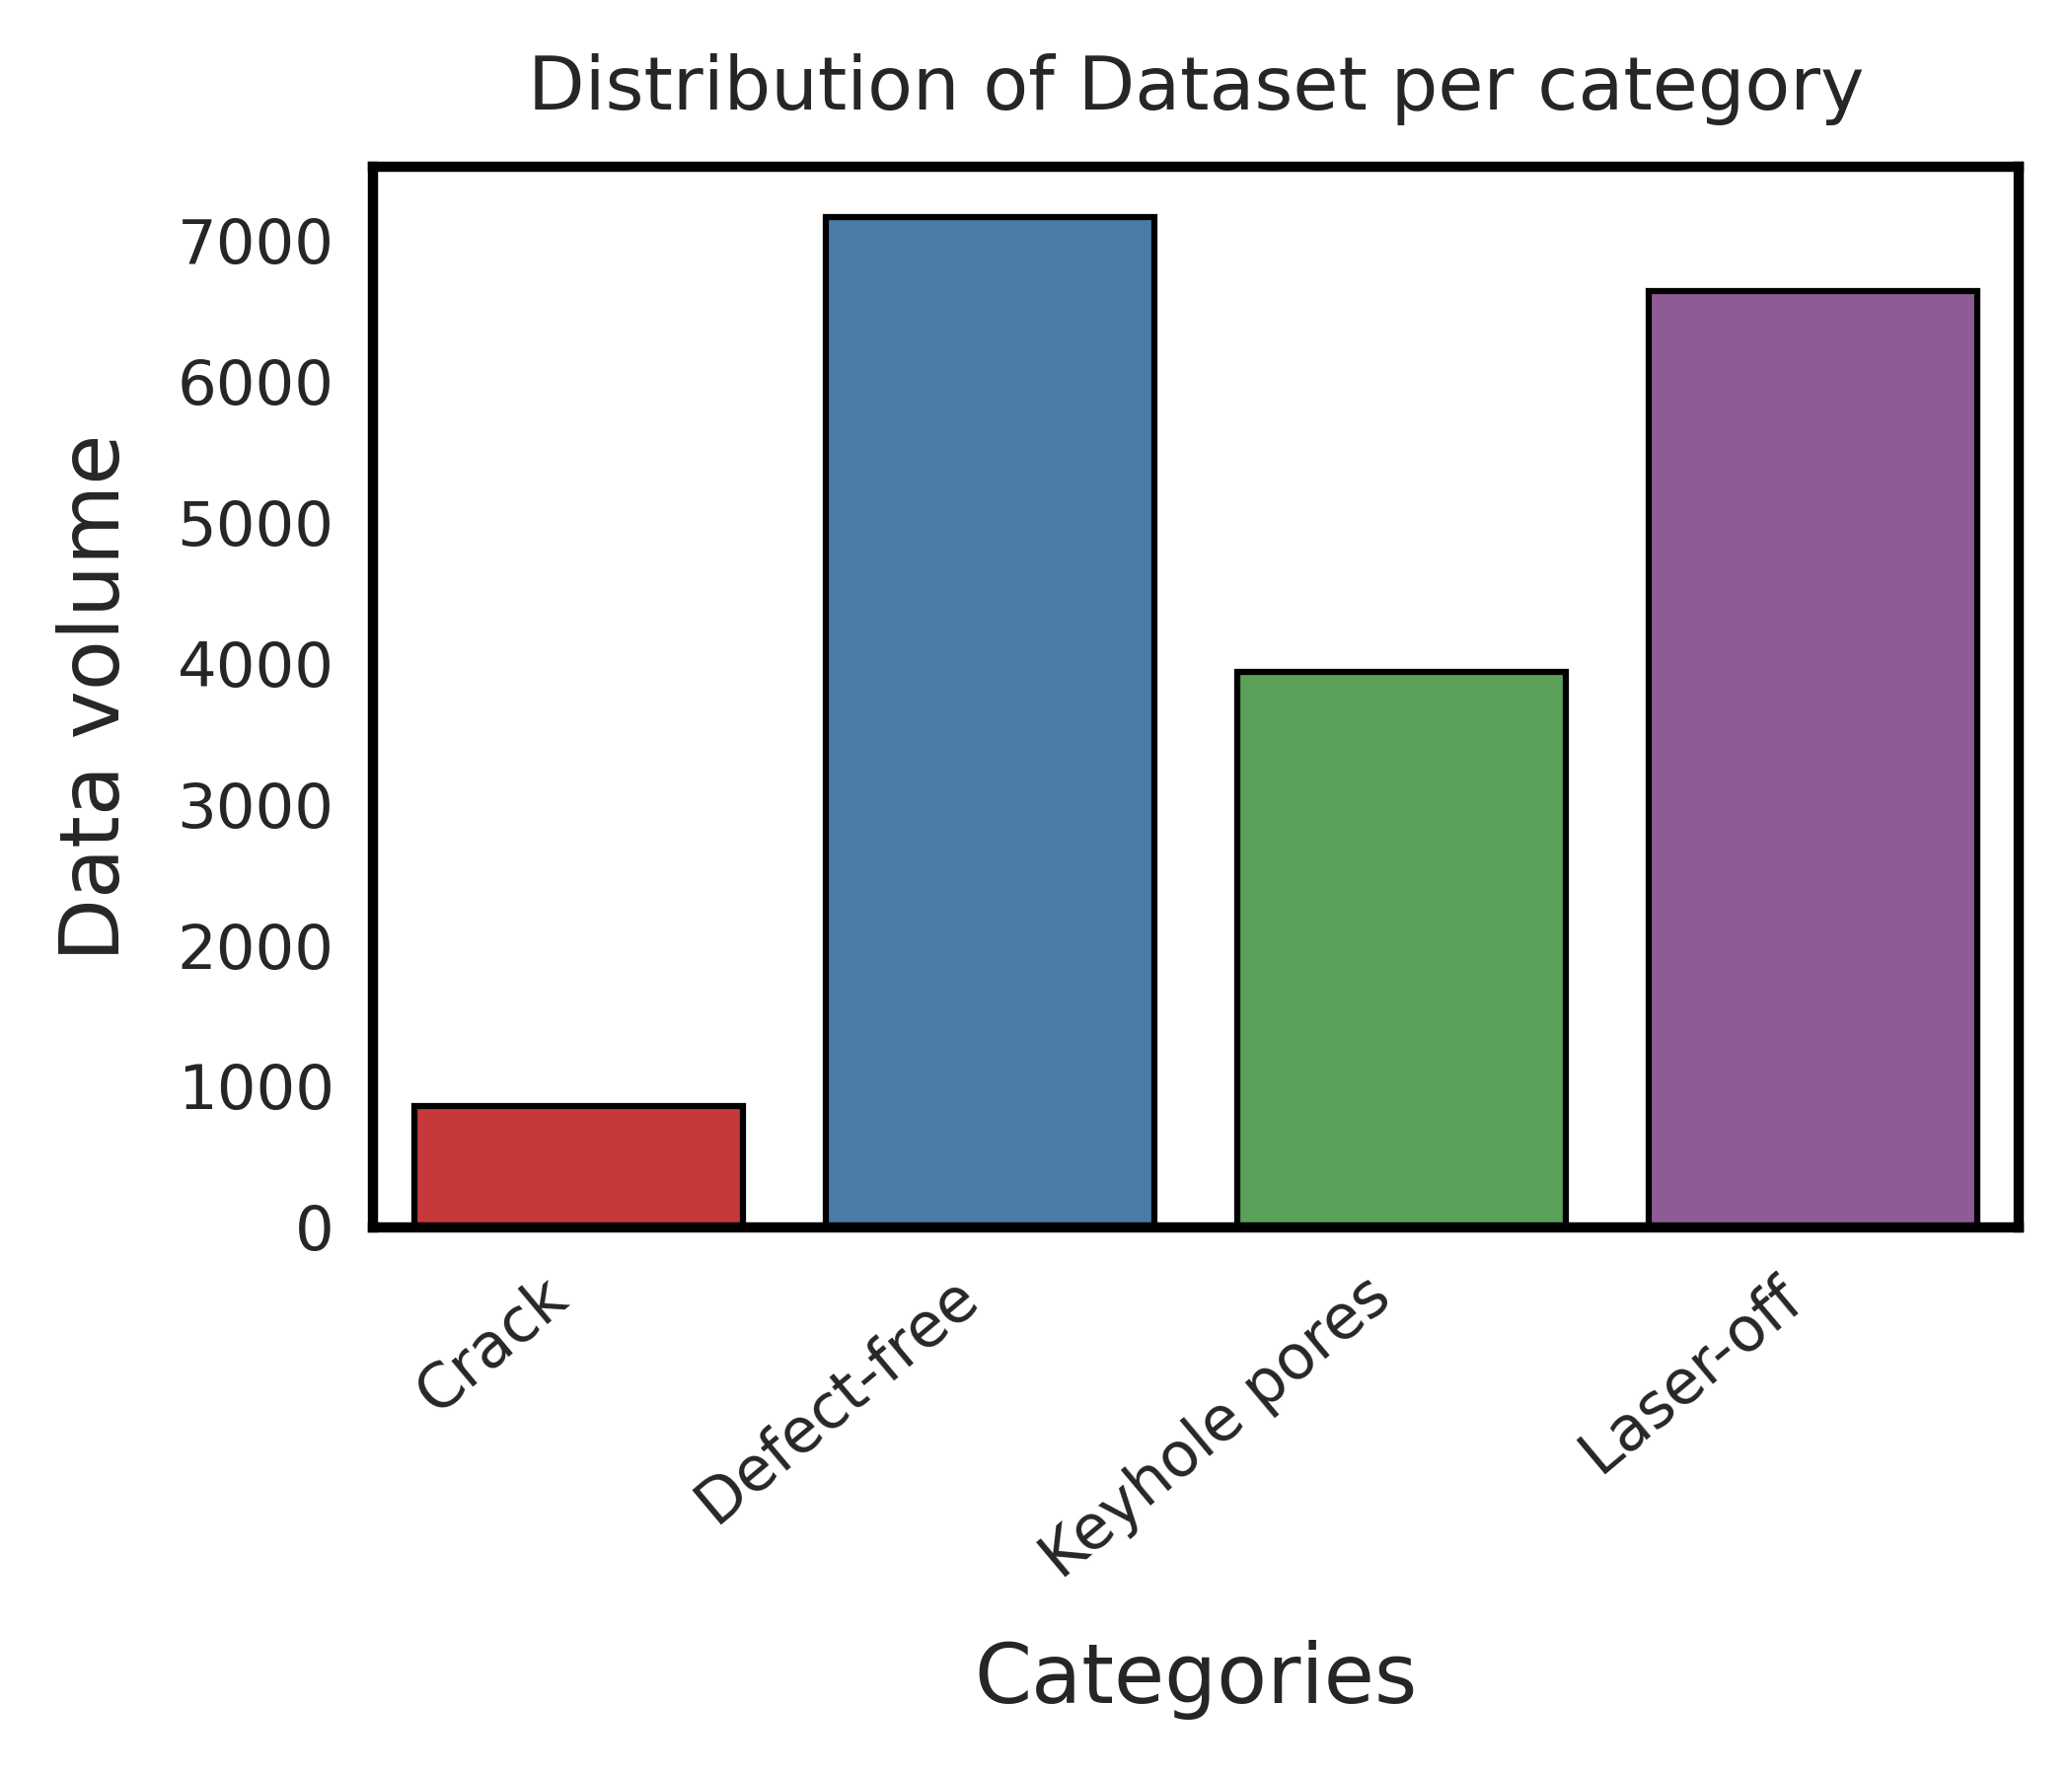 Distribution of Dataset per category
Data volume
7000
6000
5000
4000
3000
2000
1000
0
Crack
Defect-free
Keyhole pores
Laser-off
Categories